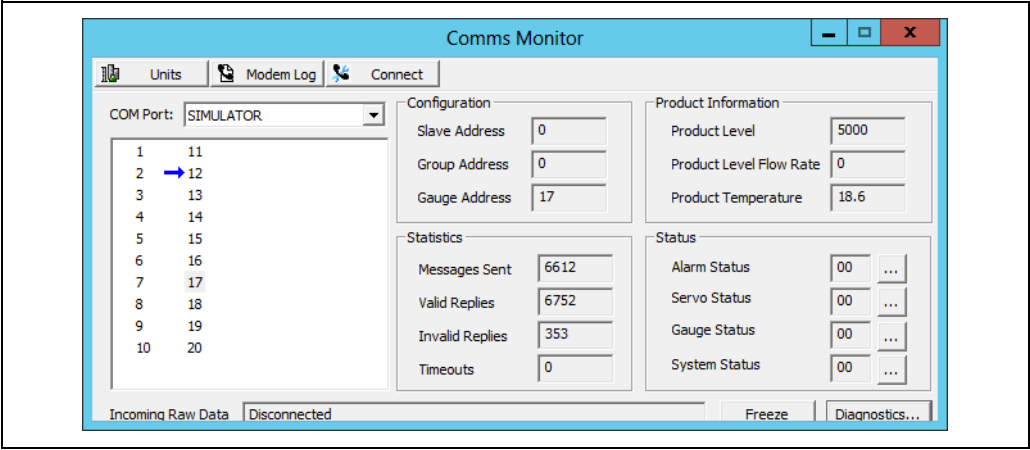 Comms Monitor
Units Modem Log Connect
COM Port: SIMULATOR
1 11
2 12
3 13
4 14
5 15
6 16
7 17
8 18
9 19
10 20
Configuration
Slave Address 0
Group Address 0
Gauge Address 17
Statistics
Messages Sent 6612
Valid Replies 6752
Invalid Replies 353
Timeouts 0
Product Information
Product Level 5000
Product Level Flow Rate 0
Product Temperature 18.6
Status
Alarm Status 00 ...
Servo Status 00 ...
Gauge Status 00 ...
System Status 00 ...
Incoming Raw Data Disconnected Freeze Diagnostics...